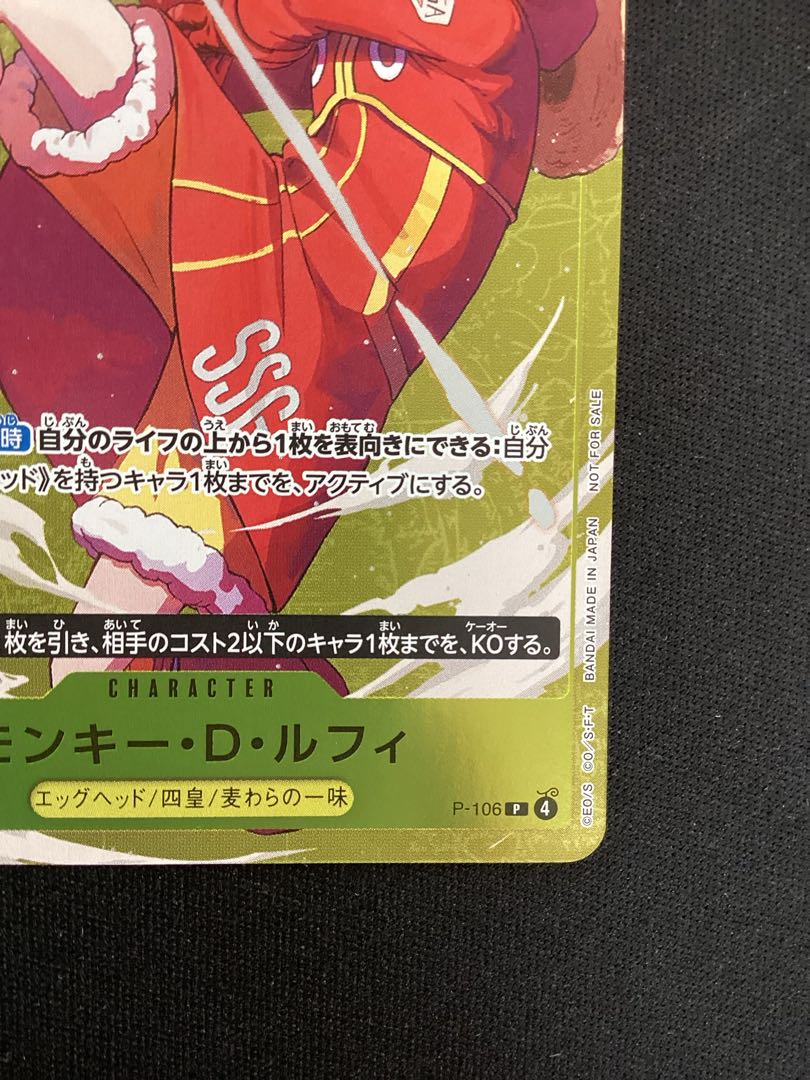 SSG
時 自分のライフの上から1枚を表向きにできる:自分
ッド》を持つキャラ1枚までを、アクティブにする。
枚を引き、相手のコスト2以下のキャラ1枚までを、KOする。
CHARACTER
モンキー・D・ルフィ
エッグヘッド/四皇/麦わらの一味
P-106 P 4
©EO/S ©O/S・F・T BANDAI MADE IN JAPAN NOT FOR SALE